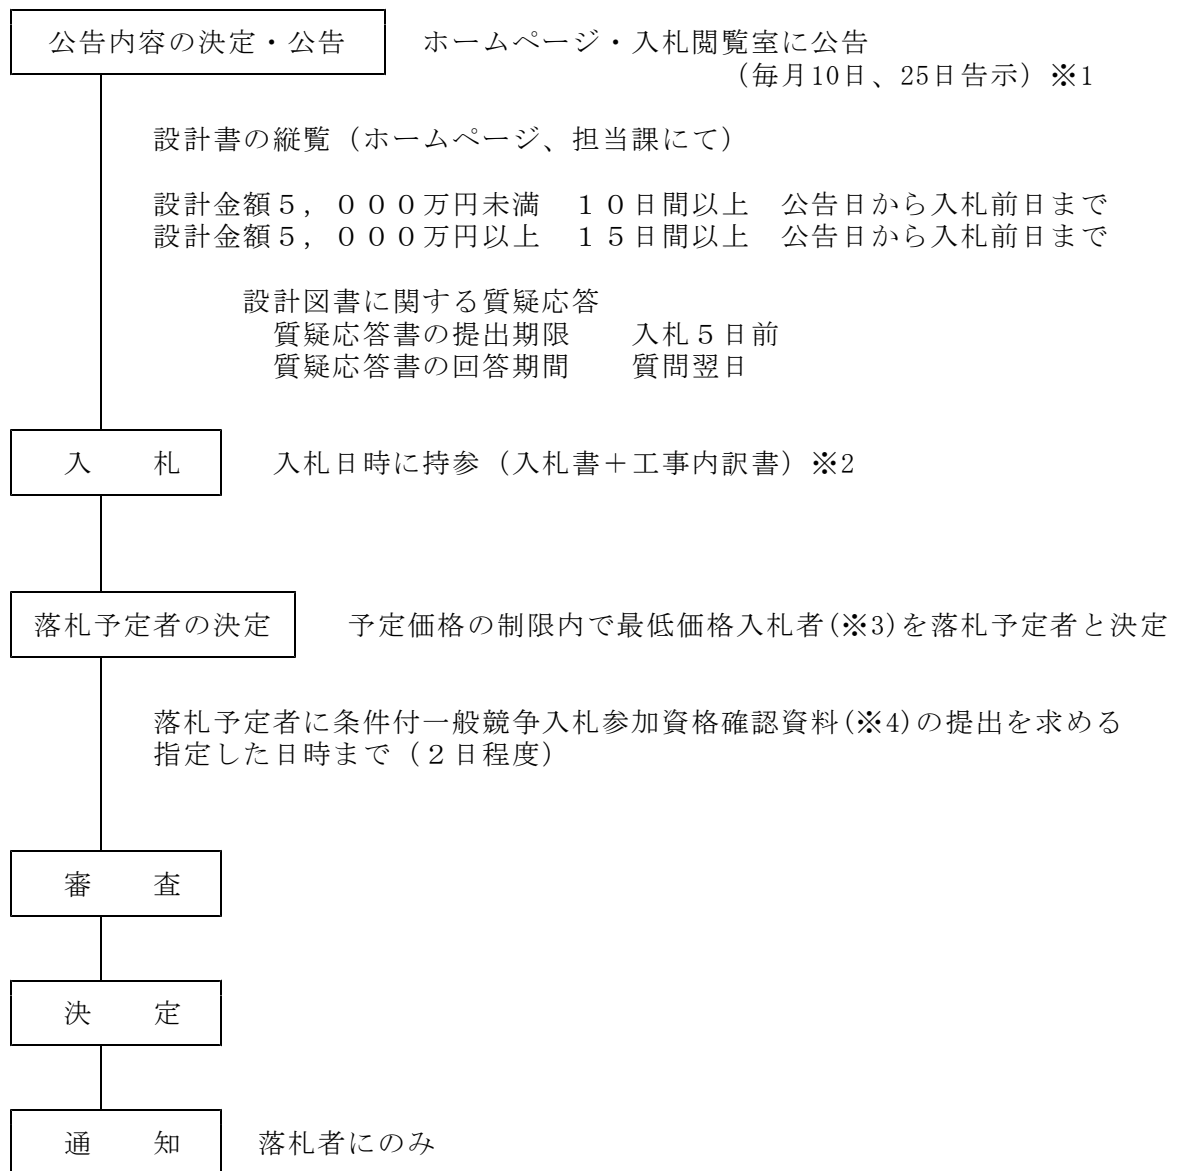 公告内容の決定・公告　ホームページ・入札閲覧室に公告
（毎月10日、25日告示）※1
設計書の縦覧（ホームページ、担当課にて）
設計金額５，０００万円未満　１０日間以上　公告日から入札前日まで
設計金額５，０００万円以上　１５日間以上　公告日から入札前日まで
設計図書に関する質疑応答
質疑応答書の提出期限　　入札５日前
質疑応答書の回答期間　　質問翌日
入　　札　　入札日時に持参（入札書＋工事内訳書）※2
落札予定者の決定　　予定価格の制限内で最低価格入札者(※3)を落札予定者と決定
落札予定者に条件付一般競争入札参加資格確認資料(※4)の提出を求める
指定した日時まで（２日程度）
審　　査
決　　定
通　　知　　落札者にのみ